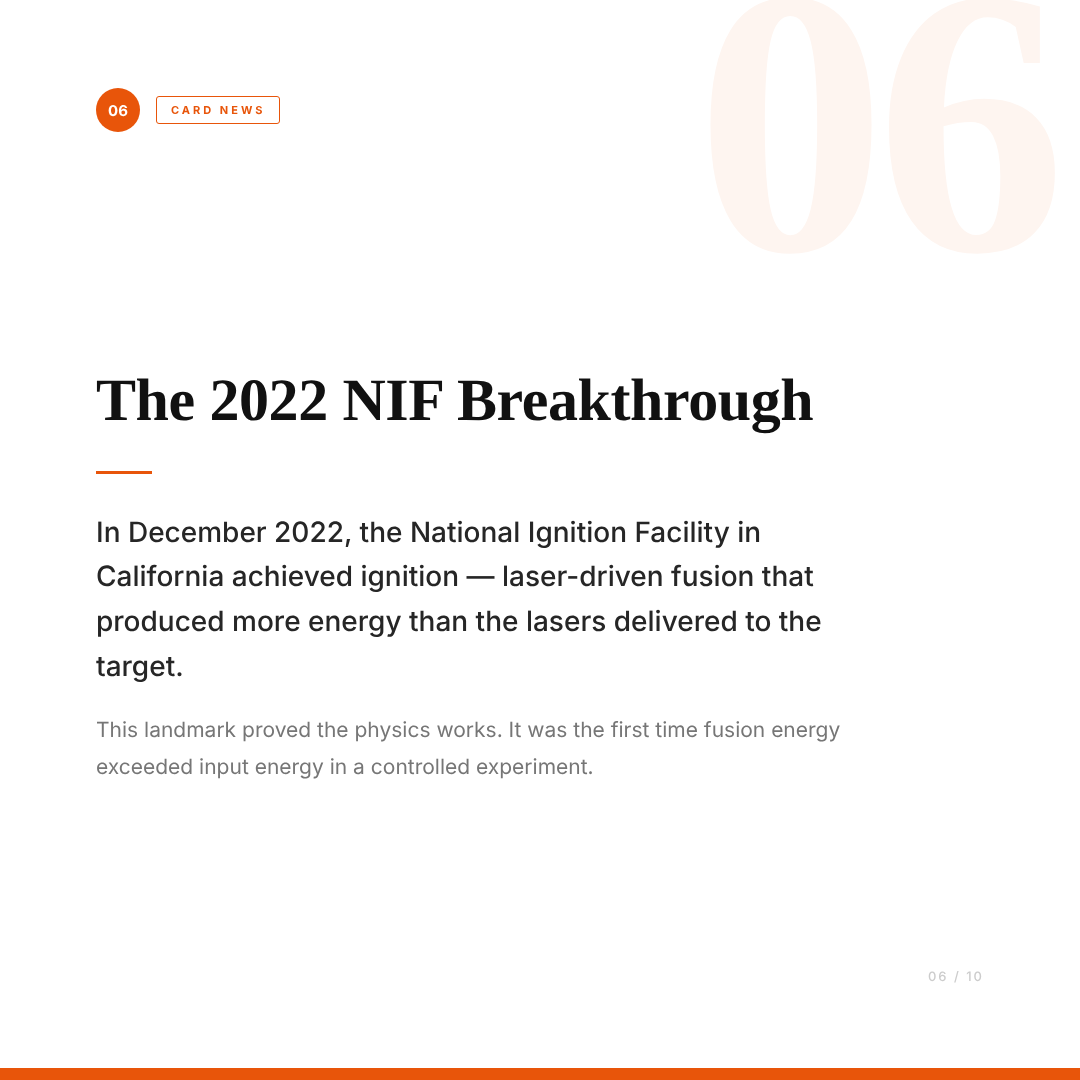 06
06
CARD NEWS
The 2022 NIF Breakthrough
In December 2022, the National Ignition Facility in
California achieved ignition — laser-driven fusion that
produced more energy than the lasers delivered to the
target.
This landmark proved the physics works. It was the first time fusion energy
exceeded input energy in a controlled experiment.
06 / 10